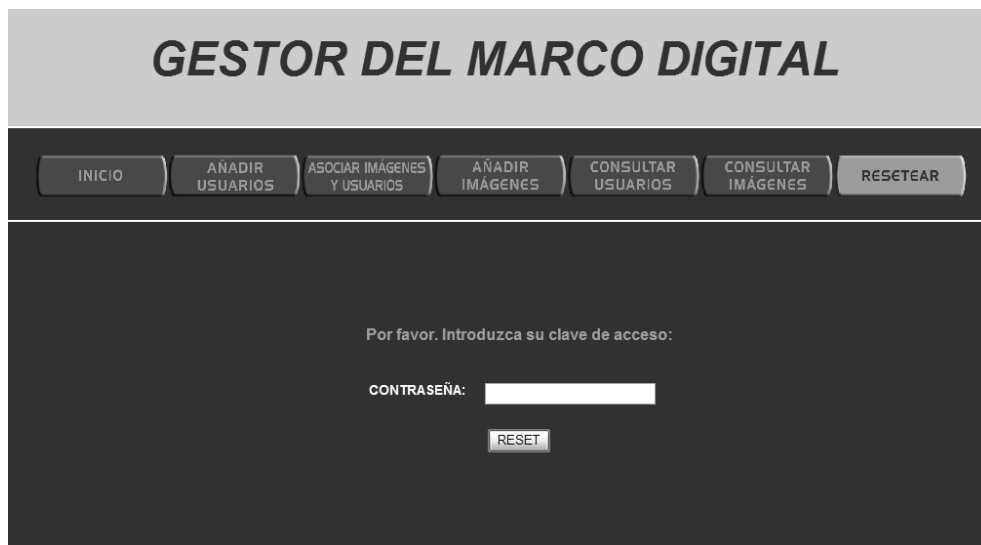 GESTOR DEL MARCO DIGITAL
INICIO
AÑADIR
USUARIOS
ASOCIAR IMÁGENES
Y USUARIOS
AÑADIR
IMÁGENES
CONSULTAR
USUARIOS
CONSULTAR
IMÁGENES
RESETEAR
Por favor. Introduzca su clave de acceso:
CONTRASEÑA:
RESET